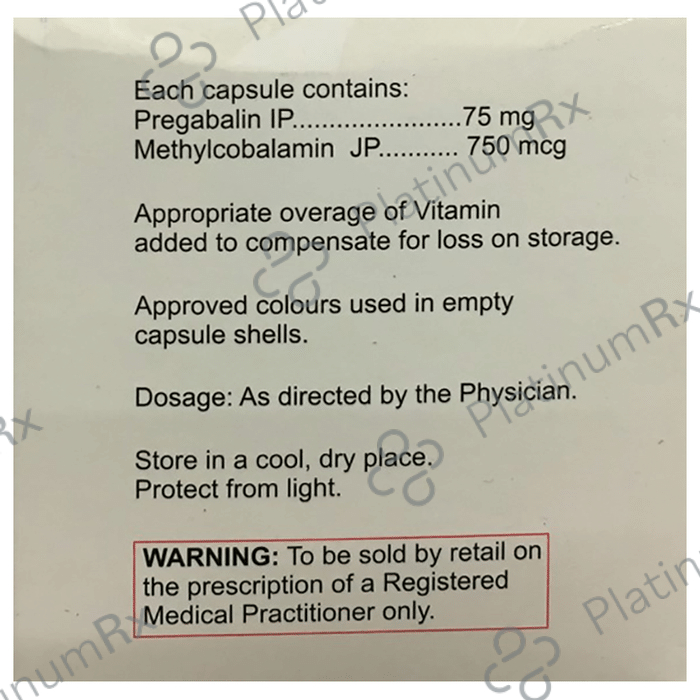 Each capsule contains:
Pregabalin IP.......................75 mg
Methylcobalamin JP........... 750 mcg
Appropriate overage of Vitamin
added to compensate for loss on storage.
Approved colours used in empty
capsule shells.
Dosage: As directed by the Physician.
Store in a cool, dry place.
Protect from light.
WARNING: To be sold by retail on
the prescription of a Registered
Medical Practitioner only.
PlatinumRx
PlatinumRx